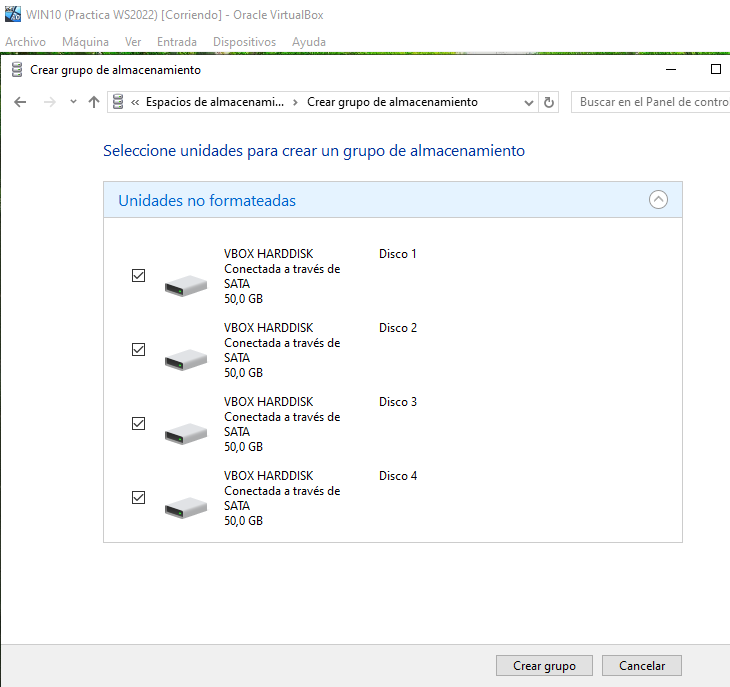 WIN10 (Practica WS2022) [Corriendo] - Oracle VirtualBox
Archivo Máquina Ver Entrada Dispositivos Ayuda
Crear grupo de almacenamiento
« Espacios de almacenami... › Crear grupo de almacenamiento
Buscar en el Panel de contro
Seleccione unidades para crear un grupo de almacenamiento
Unidades no formateadas
VBOX HARDDISK Disco 1
Conectada a través de
SATA
50,0 GB
VBOX HARDDISK Disco 2
Conectada a través de
SATA
50,0 GB
VBOX HARDDISK Disco 3
Conectada a través de
SATA
50,0 GB
VBOX HARDDISK Disco 4
Conectada a través de
SATA
50,0 GB
Crear grupo Cancelar